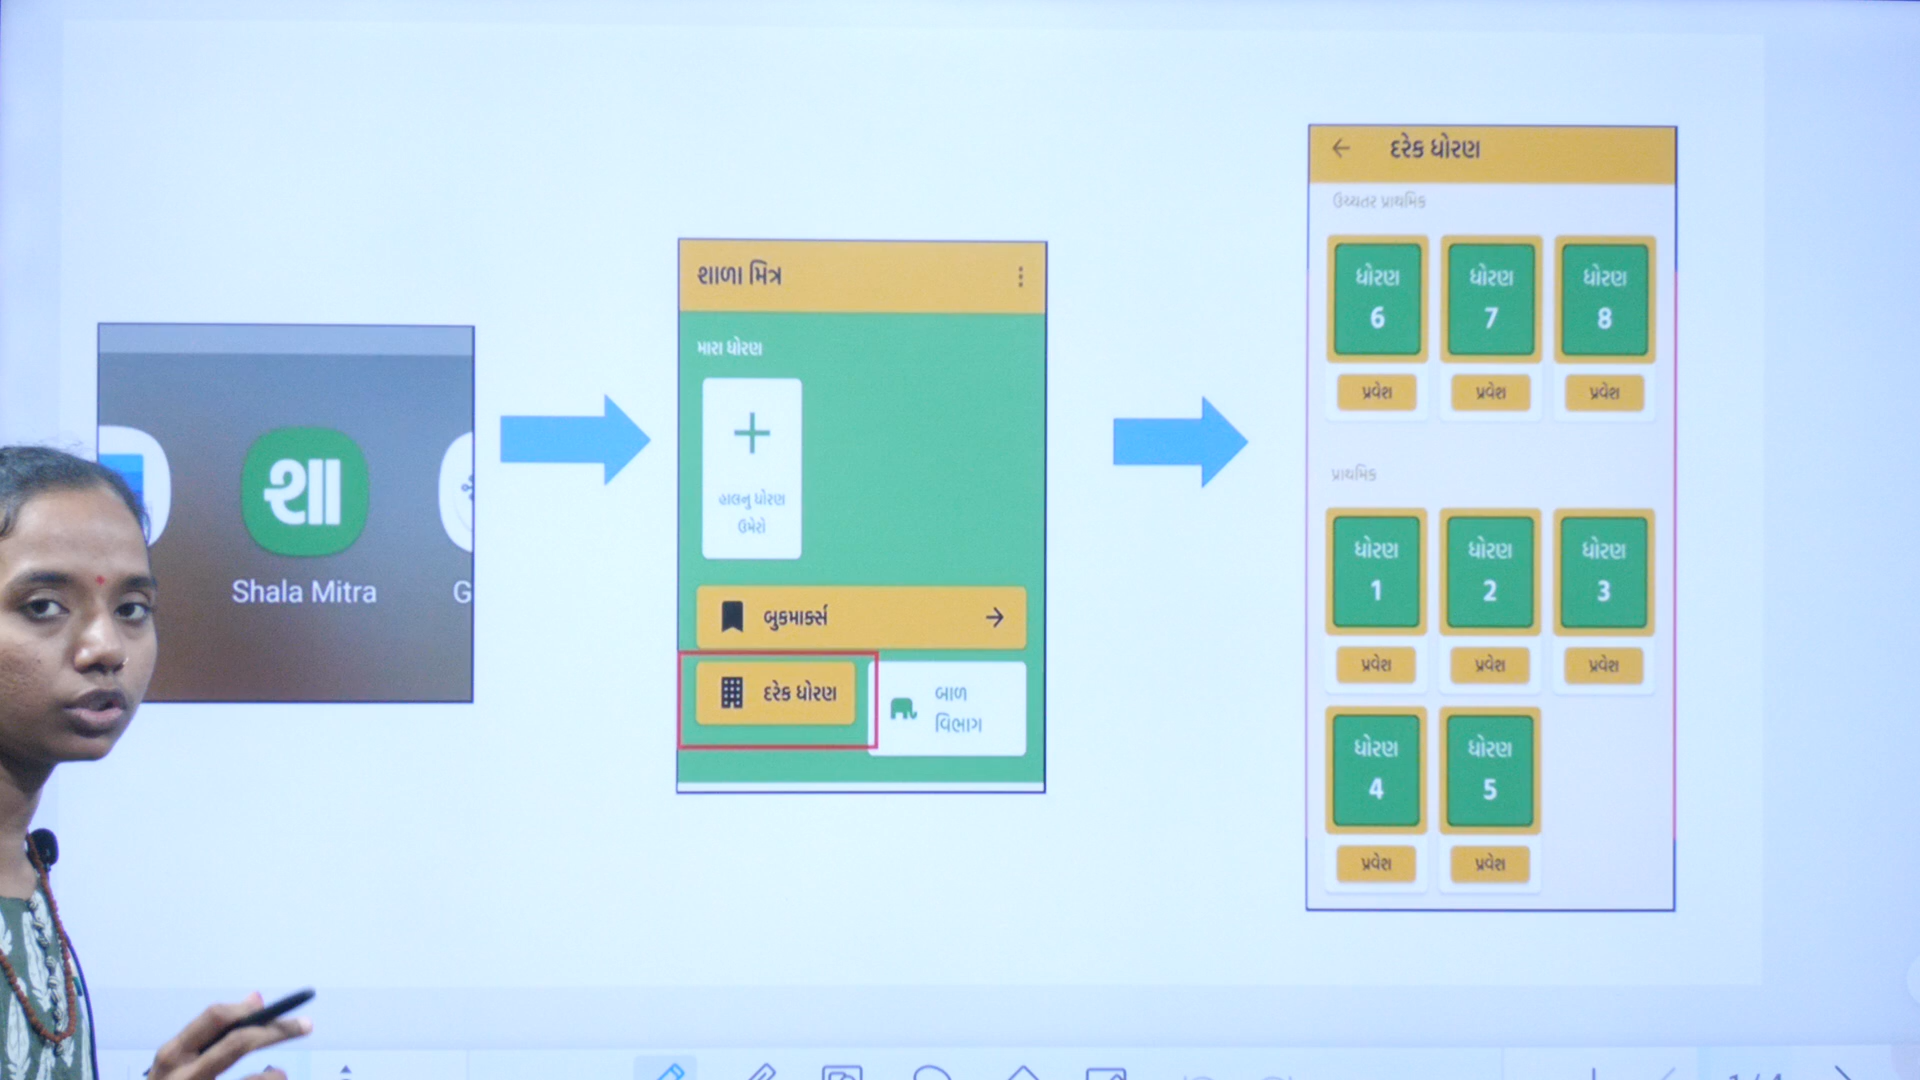 શા
Shala Mitra
G
શાળા મિત્ર
મારા ધોરણ
હાલનુ ધોરણ
ઉમેરો
બુકમાર્ક્સ
દરેક ધોરણ
બાળ
વિભાગ
દરેક ધોરણ
ઉચ્ચતર પ્રાથમિક
ધોરણ ધોરણ ધોરણ
6 7 8
પ્રવેશ પ્રવેશ પ્રવેશ
પ્રાથમિક
ધોરણ ધોરણ ધોરણ
1 2 3
પ્રવેશ પ્રવેશ પ્રવેશ
ધોરણ ધોરણ
4 5
પ્રવેશ પ્રવેશ
1/4